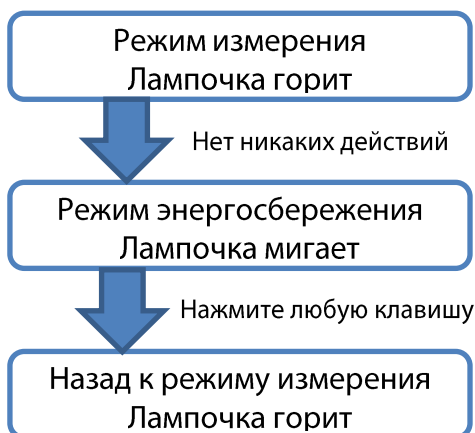 Режим измерения
Лампочка горит
Нет никаких действий
Режим энергосбережения
Лампочка мигает
Нажмите любую клавишу
Назад к режиму измерения
Лампочка горит